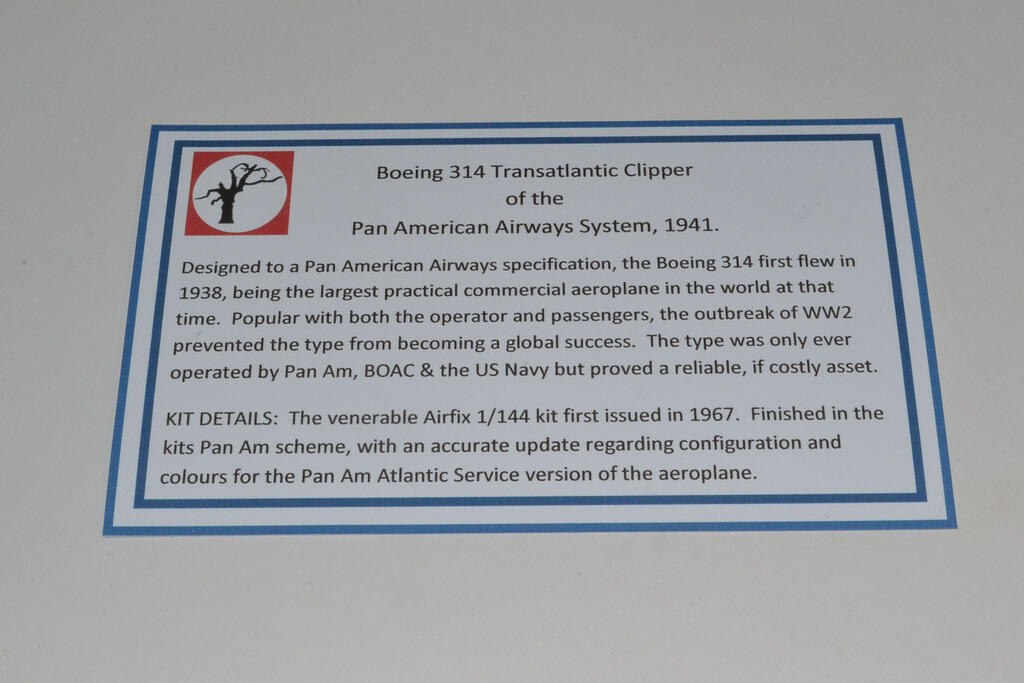 Boeing 314 Transatlantic Clipper
of the
Pan American Airways System, 1941.
Designed to a Pan American Airways specification, the Boeing 314 first flew in
1938, being the largest practical commercial aeroplane in the world at that
time.  Popular with both the operator and passengers, the outbreak of WW2
prevented the type from becoming a global success.  The type was only ever
operated by Pan Am, BOAC & the US Navy but proved a reliable, if costly asset.
KIT DETAILS:  The venerable Airfix 1/144 kit first issued in 1967.  Finished in the
kits Pan Am scheme, with an accurate update regarding configuration and
colours for the Pan Am Atlantic Service version of the aeroplane.